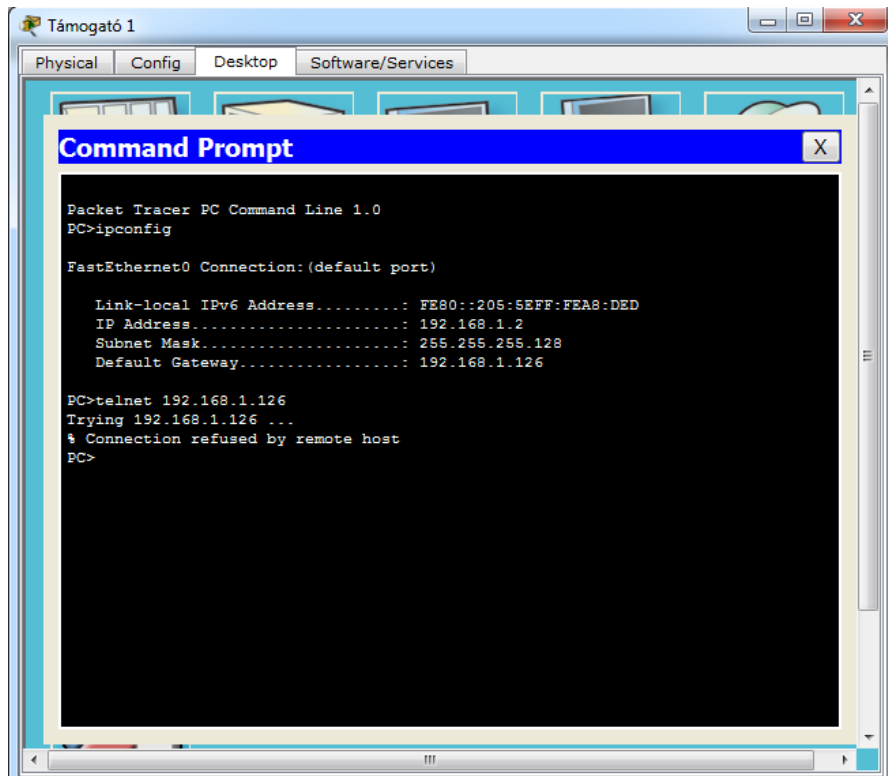 Támogató 1
Physical Config Desktop Software/Services
Command Prompt X
Packet Tracer PC Command Line 1.0
PC>ipconfig
FastEthernet0 Connection:(default port)
Link-local IPv6 Address.........: FE80::205:5EFF:FEA8:DED
IP Address......................: 192.168.1.2
Subnet Mask.....................: 255.255.255.128
Default Gateway.................: 192.168.1.126
PC>telnet 192.168.1.126
Trying 192.168.1.126 ...
% Connection refused by remote host
PC>